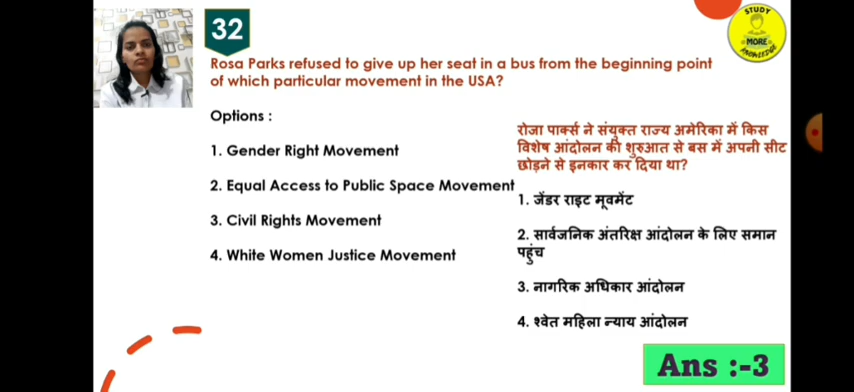 32
STUDY
MORE
KNOWLEDGE
Rosa Parks refused to give up her seat in a bus from the beginning point
of which particular movement in the USA?
Options :
1. Gender Right Movement
2. Equal Access to Public Space Movement
3. Civil Rights Movement
4. White Women Justice Movement
रोजा पार्क्स ने संयुक्त राज्य अमेरिका में किस
विशेष आंदोलन की शुरुआत से बस में अपनी सीट
छोड़ने से इनकार कर दिया था?
1. जेंडर राइट मूवमेंट
2. सार्वजनिक अंतरिक्ष आंदोलन के लिए समान
पहुंच
3. नागरिक अधिकार आंदोलन
4. श्वेत महिला न्याय आंदोलन
Ans :-3